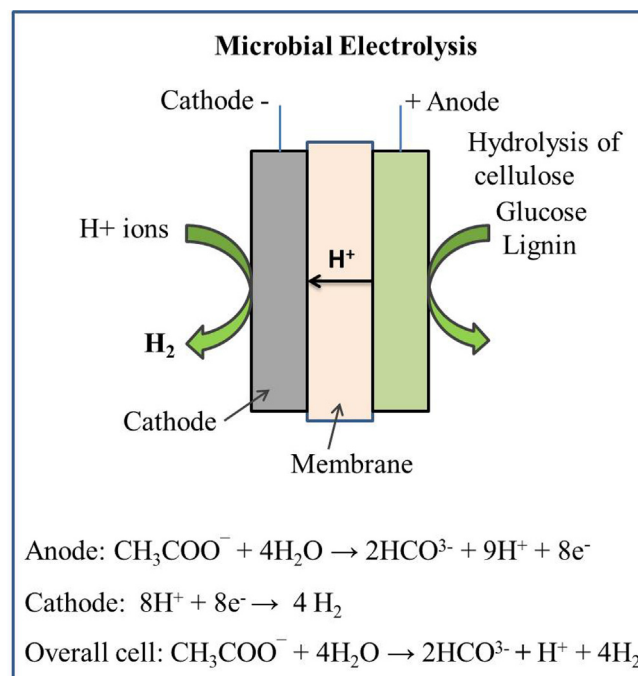 Microbial Electrolysis
Cathode -
+ Anode
Hydrolysis of
cellulose
Glucose
Lignin
H+ ions
H⁺
H₂
Cathode
Membrane
Anode: CH₃COO⁻ + 4H₂O → 2HCO³⁻ + 9H⁺ + 8e⁻
Cathode: 8H⁺ + 8e⁻ → 4 H₂
Overall cell: CH₃COO⁻ + 4H₂O → 2HCO³⁻ + H⁺ + 4H₂